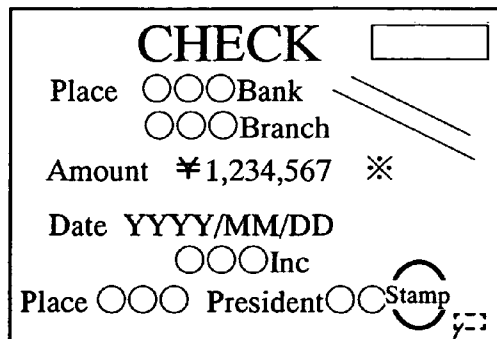 CHECK
Place ○○○Bank
○○○Branch
Amount ¥1,234,567 ※
Date YYYY/MM/DD
○○○Inc
Place ○○○ President○○Stamp